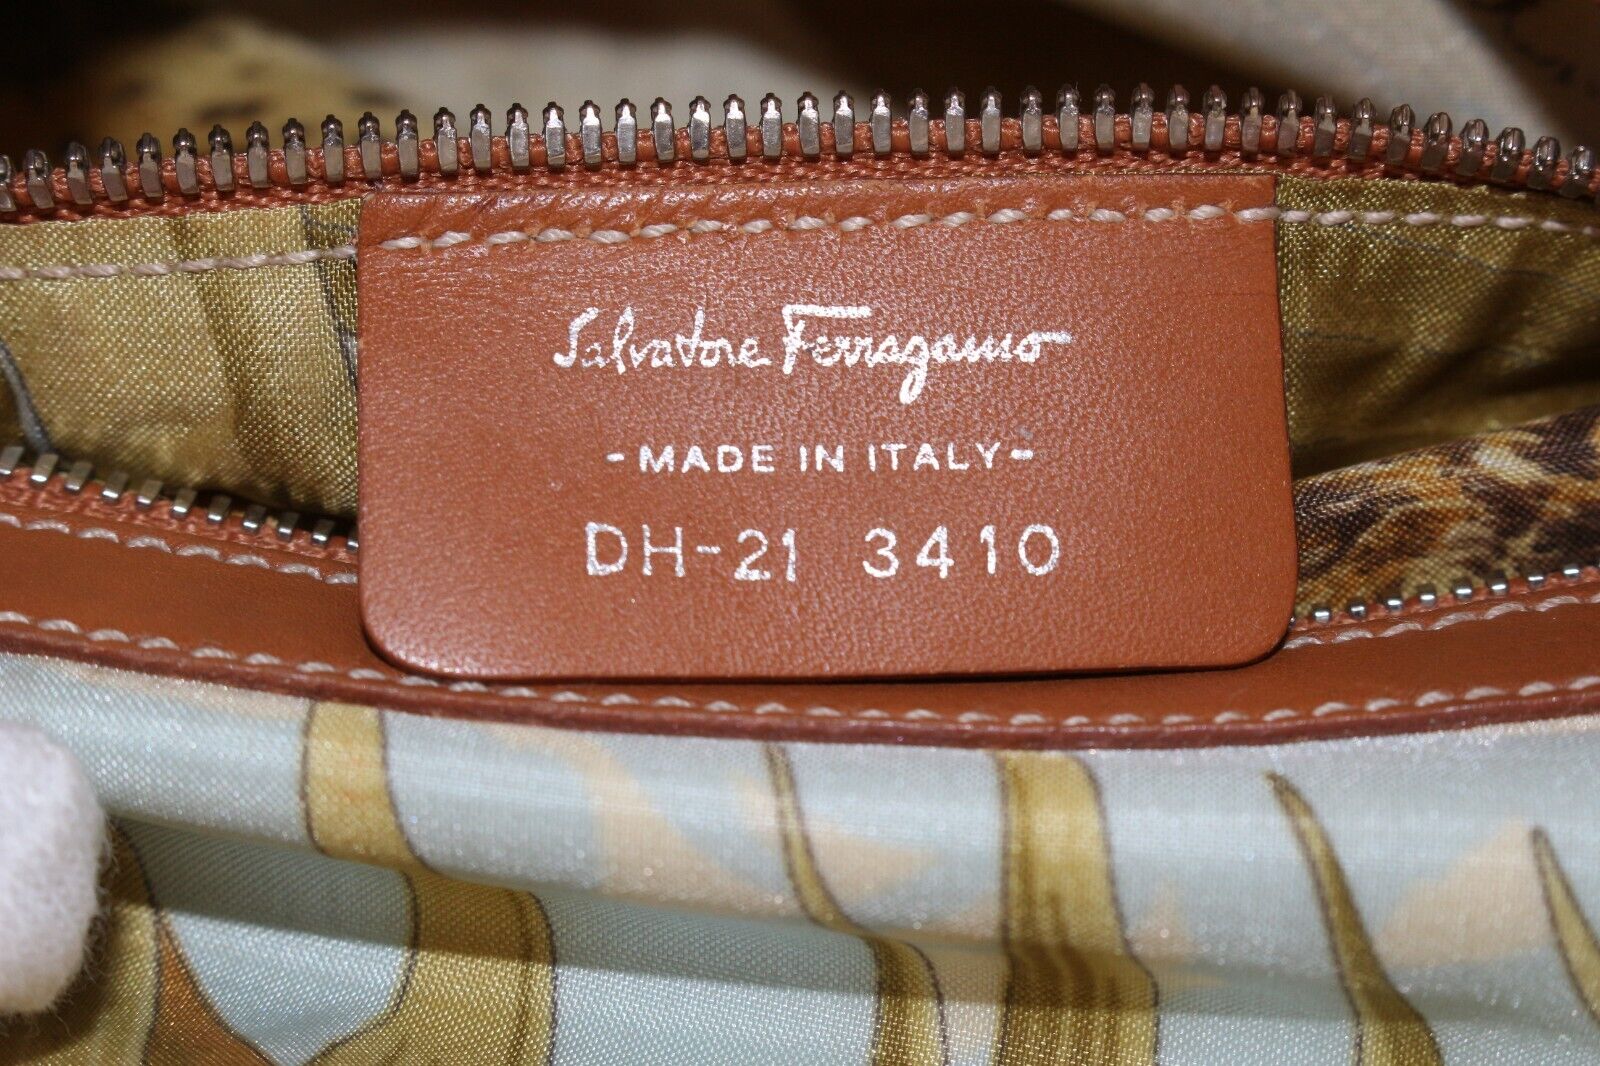 Salvatore Ferragamo
-MADE IN ITALY-
DH-21 3410